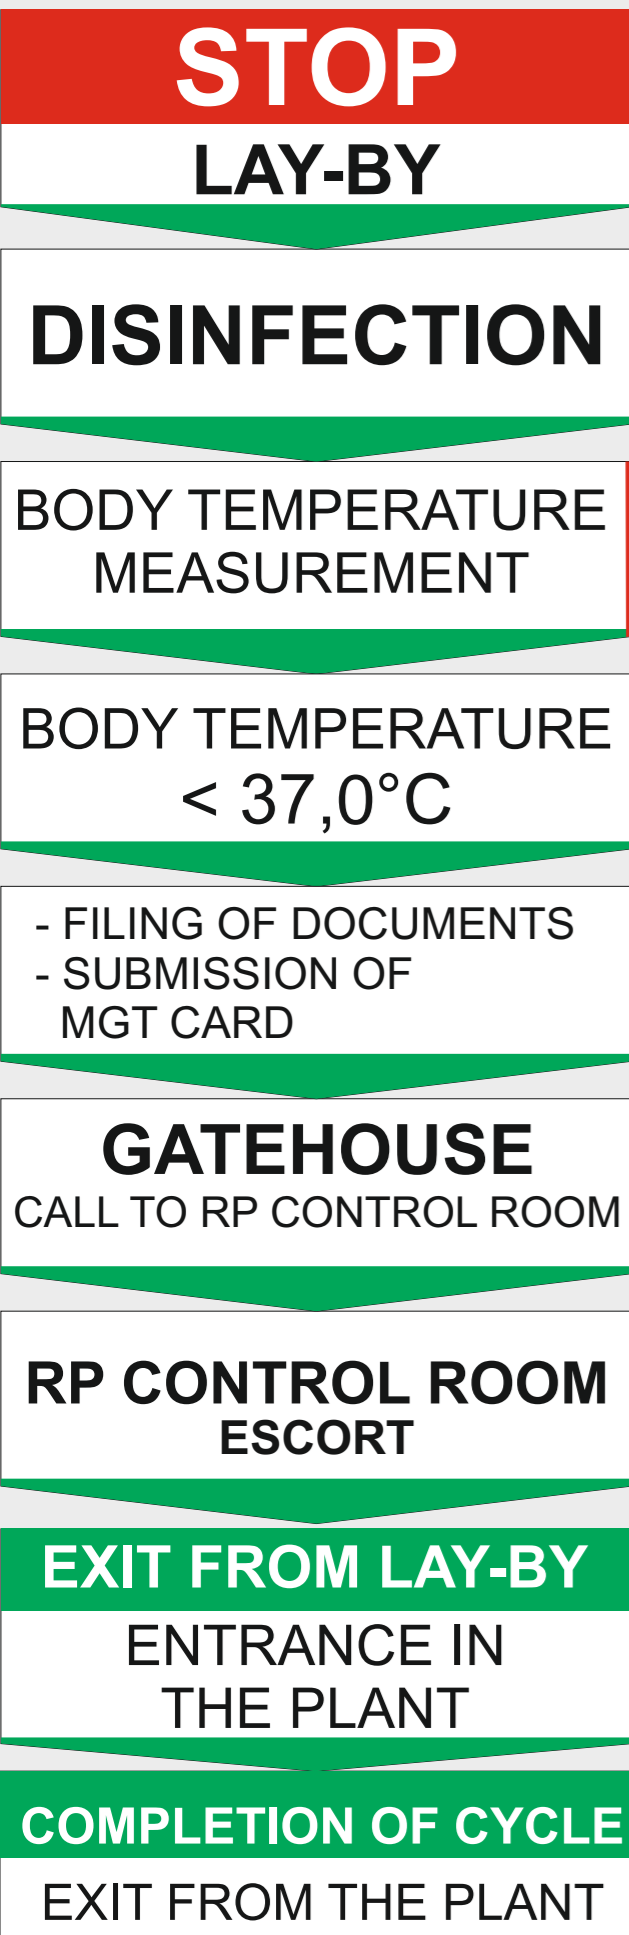 STOP
LAY-BY
DISINFECTION
BODY TEMPERATURE
MEASUREMENT
BODY TEMPERATURE
< 37,0°C
- FILING OF DOCUMENTS
- SUBMISSION OF
MGT CARD
GATEHOUSE
CALL TO RP CONTROL ROOM
RP CONTROL ROOM
ESCORT
EXIT FROM LAY-BY
ENTRANCE IN
THE PLANT
COMPLETION OF CYCLE
EXIT FROM THE PLANT